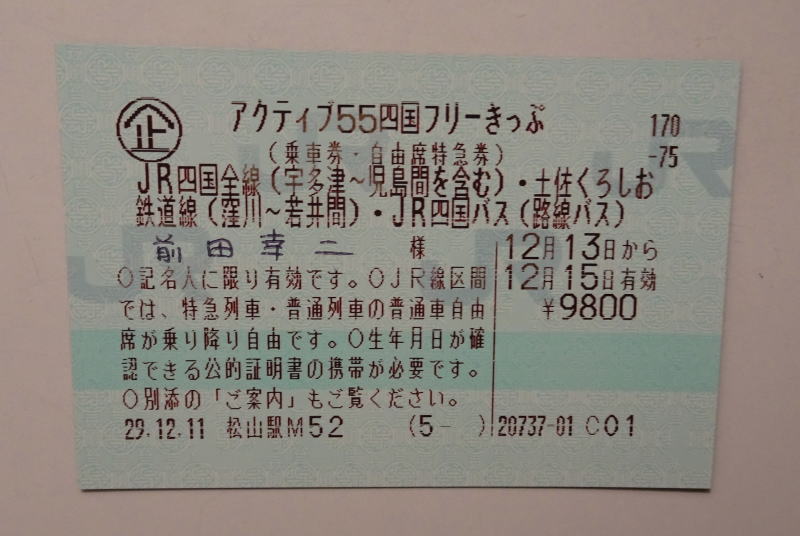 企 アクティブ55四国フリーきっぷ 170
(乗車券・自由席特急券) -75
JR四国全線(宇多津~児島間を含む)・土佐くろしお
鉄道線(窪川~若井間)・JR四国バス(路線バス)
前田幸二 様 12月13日から
○記名人に限り有効です。○JR線区間 12月15日有効
では、特急列車・普通列車の普通車自由 ¥9800
席が乗り降り自由です。○生年月日が確
認できる公的証明書の携帯が必要です。
○別添の「ご案内」もご覧ください。
29.12.11 松山駅M52 (5- ) 20737-01 C01